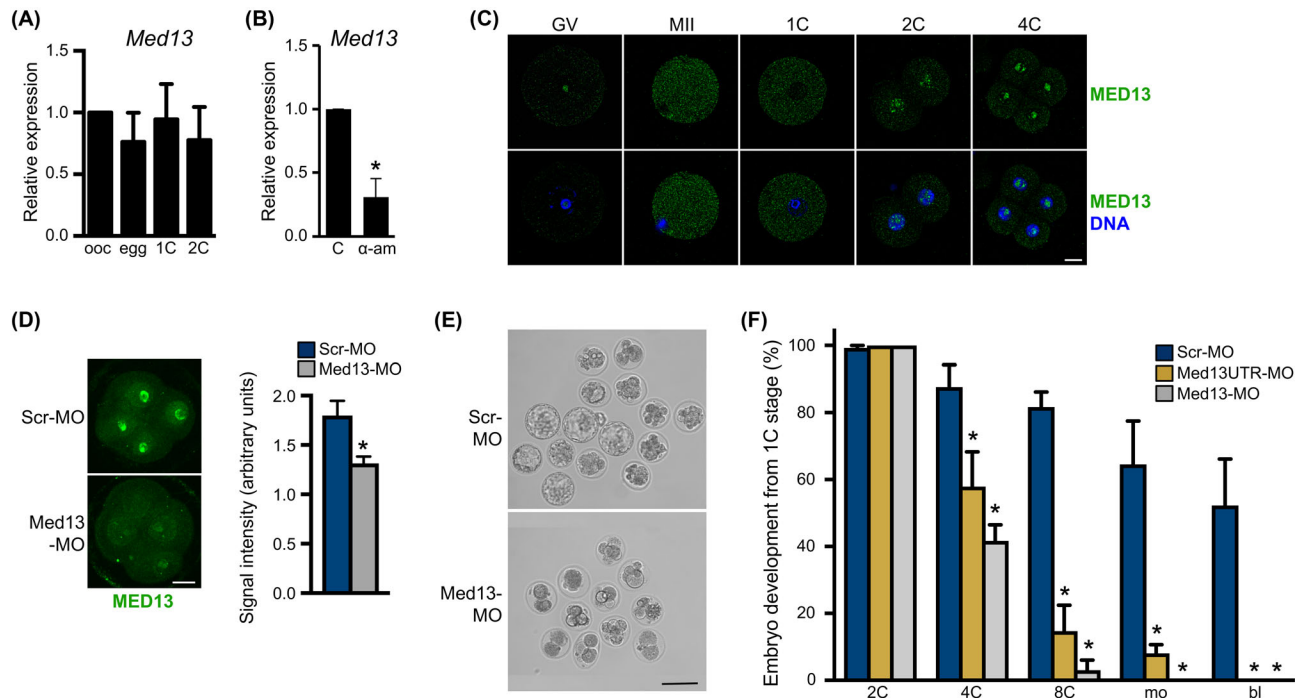 (A)
Med13
Relative expression
1.5
1.0
0.5
0.0
ooc egg 1C 2C
(B)
Med13
Relative expression
1.5
1.0
0.5
0.0
*
C α-am
(C)
GV MII 1C 2C 4C
MED13
MED13
DNA
(D)
Scr-MO
Med13
-MO
MED13
Scr-MO
Med13-MO
Signal intensity (arbitrary units)
2.0
1.5
1.0
2.0
0.0
*
(E)
Scr-
MO
Med13-
MO
(F)
Embryo development from 1C stage (%)
100
80
60
40
20
0
Scr-MO
Med13UTR-MO
Med13-MO
* *
* *
* *
* *
2C 4C 8C mo bl